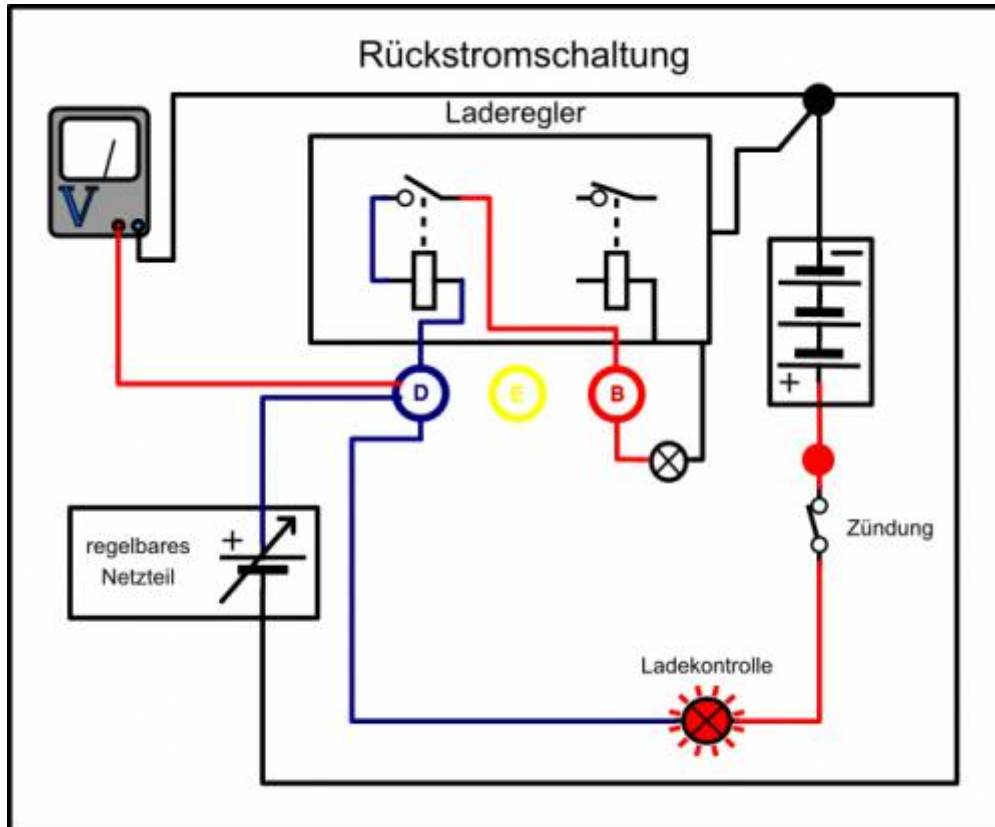 Rückstromschaltung
Laderegler
V
D
E
B
+
Zündung
regelbares
Netzteil
+
Ladekontrolle